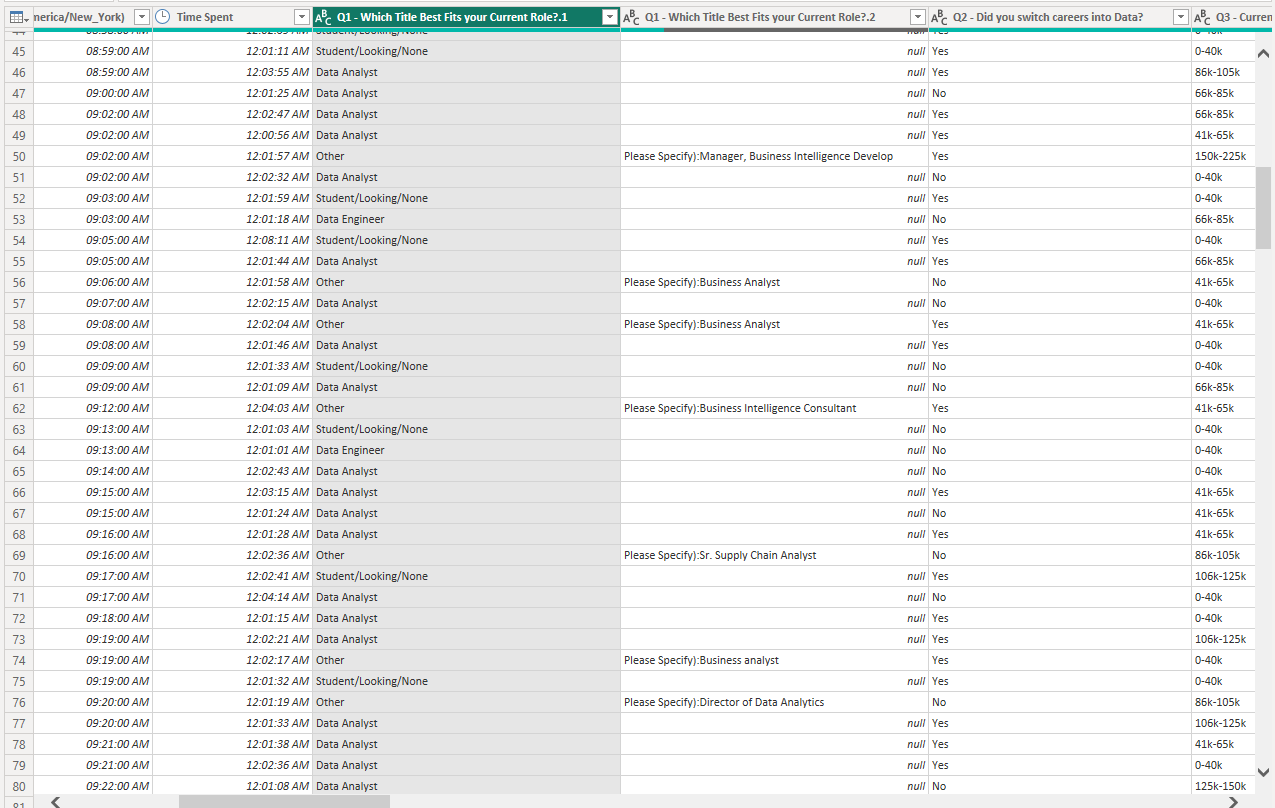 merica/New_York) Time Spent Q1 - Which Title Best Fits your Current Role?.1 Q1 - Which Title Best Fits your Current Role?.2 Q2 - Did you switch careers into Data? Q3 - Curren
45 08:59:00 AM 12:01:11 AM Student/Looking/None null Yes 0-40k
46 08:59:00 AM 12:03:55 AM Data Analyst null Yes 86k-105k
47 09:00:00 AM 12:01:25 AM Data Analyst null No 66k-85k
48 09:02:00 AM 12:02:47 AM Data Analyst null Yes 66k-85k
49 09:02:00 AM 12:00:56 AM Data Analyst null Yes 41k-65k
50 09:02:00 AM 12:01:57 AM Other Please Specify):Manager, Business Intelligence Develop Yes 150k-225k
51 09:02:00 AM 12:02:32 AM Data Analyst null No 0-40k
52 09:03:00 AM 12:01:59 AM Student/Looking/None null Yes 0-40k
53 09:03:00 AM 12:01:18 AM Data Engineer null No 66k-85k
54 09:05:00 AM 12:08:11 AM Student/Looking/None null Yes 0-40k
55 09:05:00 AM 12:01:44 AM Data Analyst null Yes 66k-85k
56 09:06:00 AM 12:01:58 AM Other Please Specify):Business Analyst No 41k-65k
57 09:07:00 AM 12:02:15 AM Data Analyst null No 0-40k
58 09:08:00 AM 12:02:04 AM Other Please Specify):Business Analyst Yes 41k-65k
59 09:08:00 AM 12:01:46 AM Data Analyst null Yes 0-40k
60 09:09:00 AM 12:01:33 AM Student/Looking/None null No 0-40k
61 09:09:00 AM 12:01:09 AM Data Analyst null No 66k-85k
62 09:12:00 AM 12:04:03 AM Other Please Specify):Business Intelligence Consultant Yes 41k-65k
63 09:13:00 AM 12:01:03 AM Student/Looking/None null No 0-40k
64 09:13:00 AM 12:01:01 AM Data Engineer null No 0-40k
65 09:14:00 AM 12:02:43 AM Data Analyst null No 0-40k
66 09:15:00 AM 12:03:15 AM Data Analyst null Yes 41k-65k
67 09:15:00 AM 12:01:24 AM Data Analyst null No 41k-65k
68 09:16:00 AM 12:01:28 AM Data Analyst null Yes 41k-65k
69 09:16:00 AM 12:02:36 AM Other Please Specify):Sr. Supply Chain Analyst No 86k-105k
70 09:17:00 AM 12:02:41 AM Student/Looking/None null Yes 106k-125k
71 09:17:00 AM 12:04:14 AM Data Analyst null No 0-40k
72 09:18:00 AM 12:01:15 AM Data Analyst null Yes 0-40k
73 09:19:00 AM 12:02:21 AM Data Analyst null Yes 106k-125k
74 09:19:00 AM 12:02:17 AM Other Please Specify):Business analyst Yes 0-40k
75 09:19:00 AM 12:01:32 AM Student/Looking/None null Yes 0-40k
76 09:20:00 AM 12:01:19 AM Other Please Specify):Director of Data Analytics No 86k-105k
77 09:20:00 AM 12:01:33 AM Data Analyst null Yes 106k-125k
78 09:21:00 AM 12:01:38 AM Data Analyst null Yes 41k-65k
79 09:21:00 AM 12:02:36 AM Data Analyst null Yes 0-40k
80 09:22:00 AM 12:01:08 AM Data Analyst null No 125k-150k
81